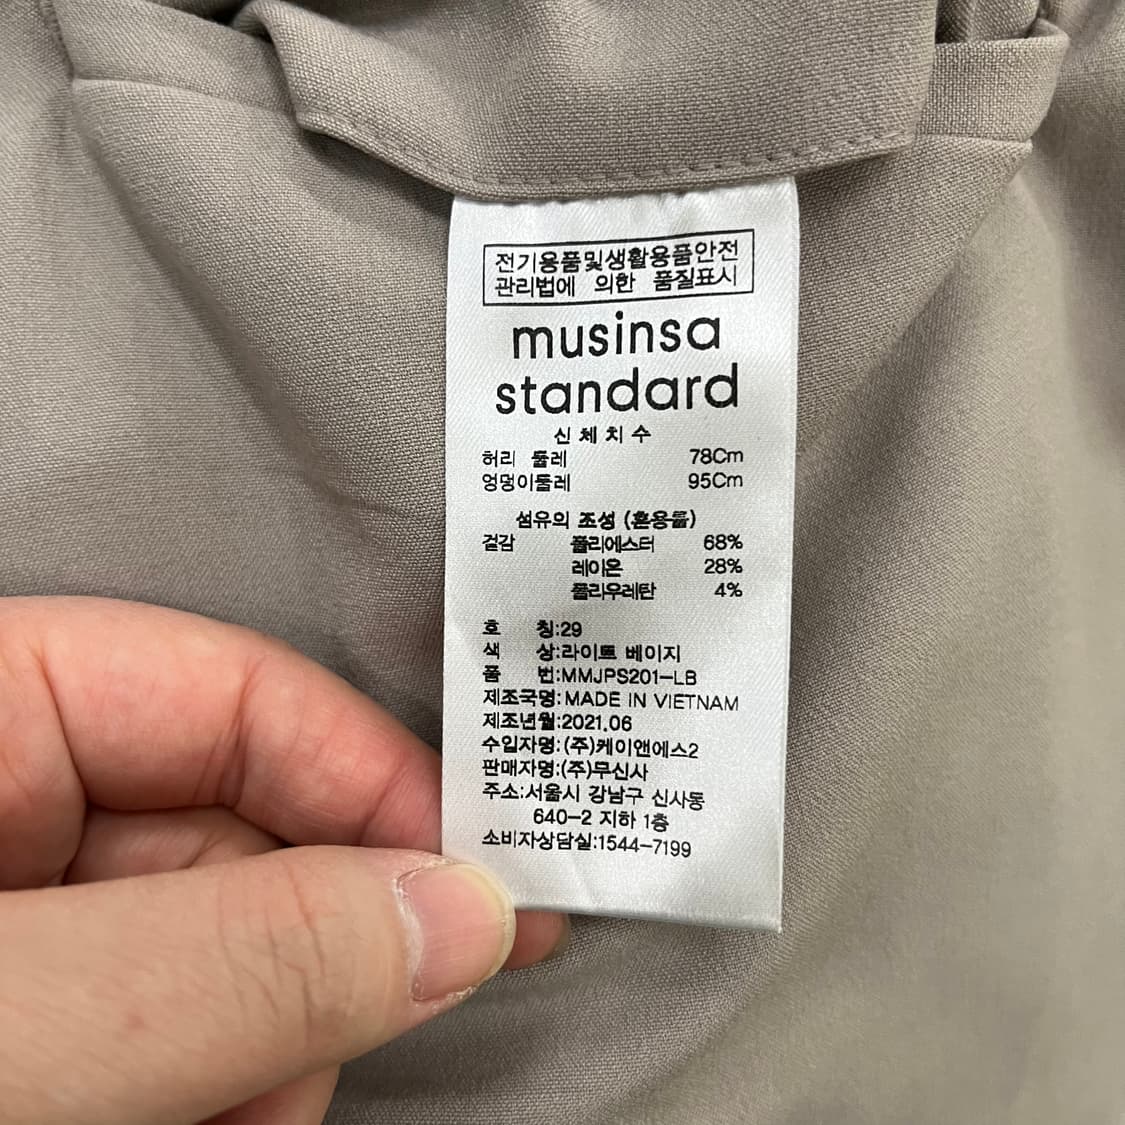 전기용품및생활용품안전
관리법에 의한 품질표시
musinsa
standard
신체치수
허리 둘레 78Cm
엉덩이둘레 95Cm
섬유의 조성 (혼용률)
겉감 폴리에스터 68%
레이온 28%
폴리우레탄 4%
호 칭:29
색 상:라이트 베이지
품 번:MMJPS201-LB
제조국명:MADE IN VIETNAM
제조년월:2021.06
수입자명:(주)케이앤에스2
판매자명:(주)무신사
주소:서울시 강남구 신사동
640-2 지하 1층
소비자상담실:1544-7199